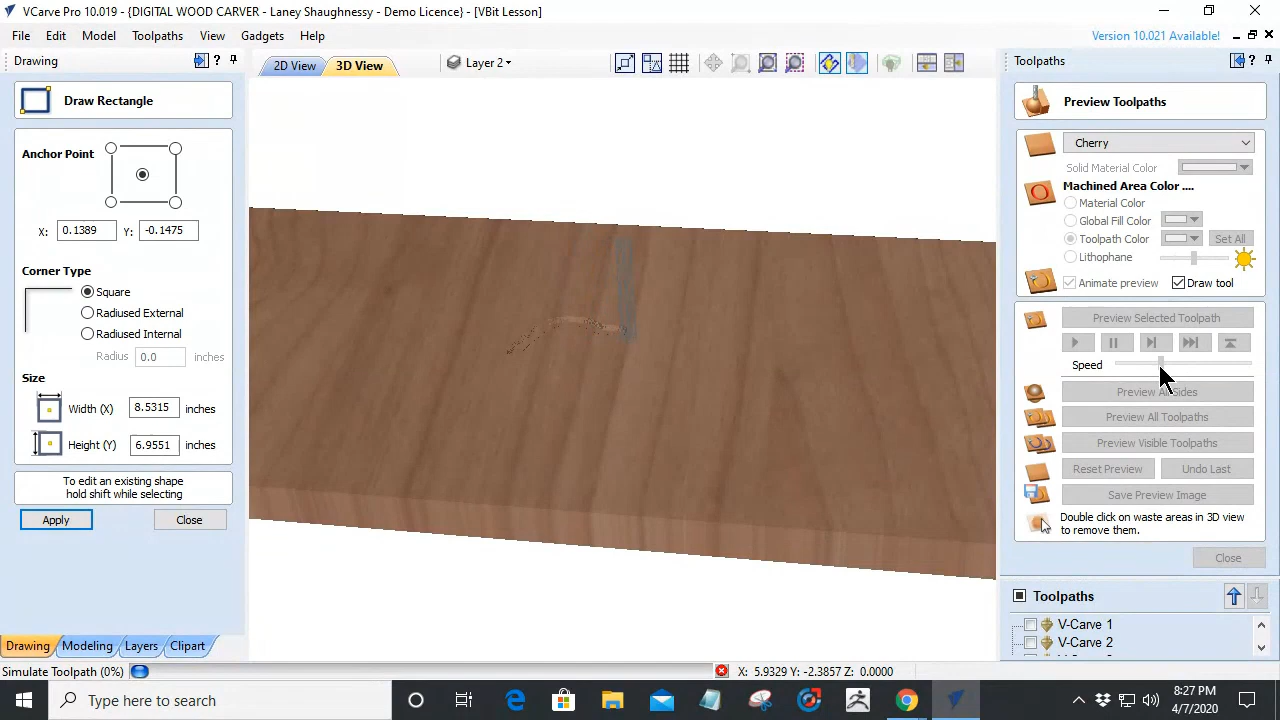 VCarve Pro 10.019 - {DIGITAL WOOD CARVER - Laney Shaughnessy - Demo Licence} - [VBit Lesson]
File Edit Model Toolpaths View Gadgets Help
Version 10.021 Available!
Drawing
2D View
3D View
Layer 2
Toolpaths
Draw Rectangle
Preview Toolpaths
Anchor Point
X: 0.1389 Y: -0.1475
Corner Type
Square
Radiused External
Radiused Internal
Radius 0.0 inches
Size
Width (X) 8.5315 inches
Height (Y) 6.9551 inches
To edit an existing shape
hold shift while selecting
Apply
Close
Cherry
Solid Material Color
Machined Area Color ....
Material Color
Global Fill Color
Toolpath Color Set All
Lithophane
Animate preview Draw tool
Preview Selected Toolpath
Speed
Preview All Sides
Preview All Toolpaths
Preview Visible Toolpaths
Reset Preview Undo Last
Save Preview Image
Double click on waste areas in 3D view
to remove them.
Close
Toolpaths
V-Carve 1
V-Carve 2
Drawing Modeling Layers Clipart
Simulate Toolpath (0%)
X: 5.9329 Y: -2.3857 Z: 0.0000
Type here to search
8:27 PM
4/7/2020